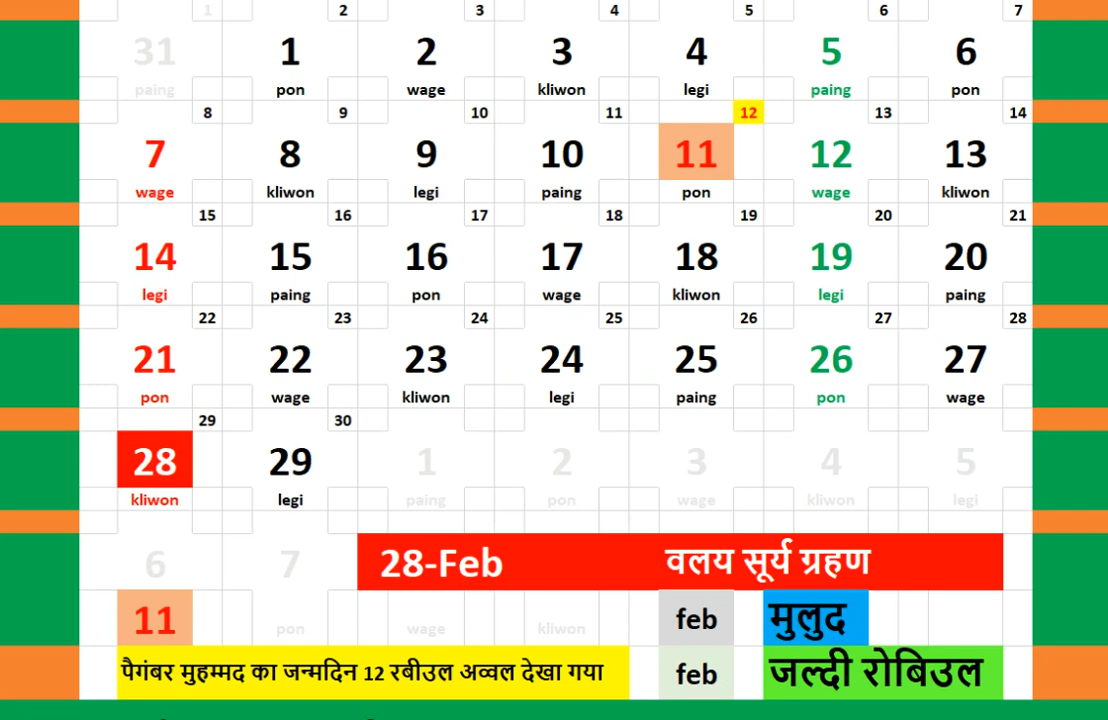 1 2 3 4 5 6 7
31 1 2 3 4 5 6
paing pon wage kliwon legi paing pon
8 9 10 11 12 13 14
7 8 9 10 11 12 13
wage kliwon legi paing pon wage kliwon
15 16 17 18 19 20 21
14 15 16 17 18 19 20
legi paing pon wage kliwon legi paing
22 23 24 25 26 27 28
21 22 23 24 25 26 27
pon wage kliwon legi paing pon wage
29 30
28 29 1 2 3 4 5
kliwon legi paing pon wage kliwon legi
6 7 28-Feb वलय सूर्य ग्रहण
11 pon wage kliwon feb मुलुद
पैगंबर मुहम्मद का जन्मदिन 12 रबीउल अव्वल देखा गया feb जल्दी रोबिउल